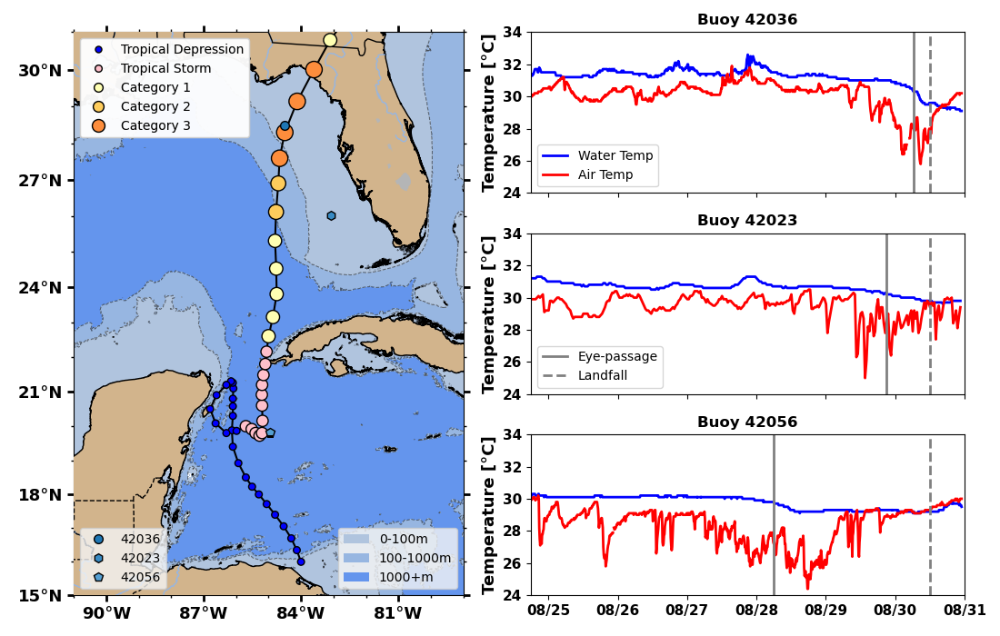 Tropical Depression
Tropical Storm
Category 1
Category 2
Category 3
30°N
27°N
24°N
21°N
18°N
15°N
42036
42023
42056
0-100m
100-1000m
1000+m
90°W 87°W 84°W 81°W
Buoy 42036
Temperature [°C]
34
32
30
28
26
24
Water Temp
Air Temp
Buoy 42023
Temperature [°C]
34
32
30
28
26
24
Eye-passage
Landfall
Buoy 42056
Temperature [°C]
34
32
30
28
26
24
08/25 08/26 08/27 08/28 08/29 08/30 08/31